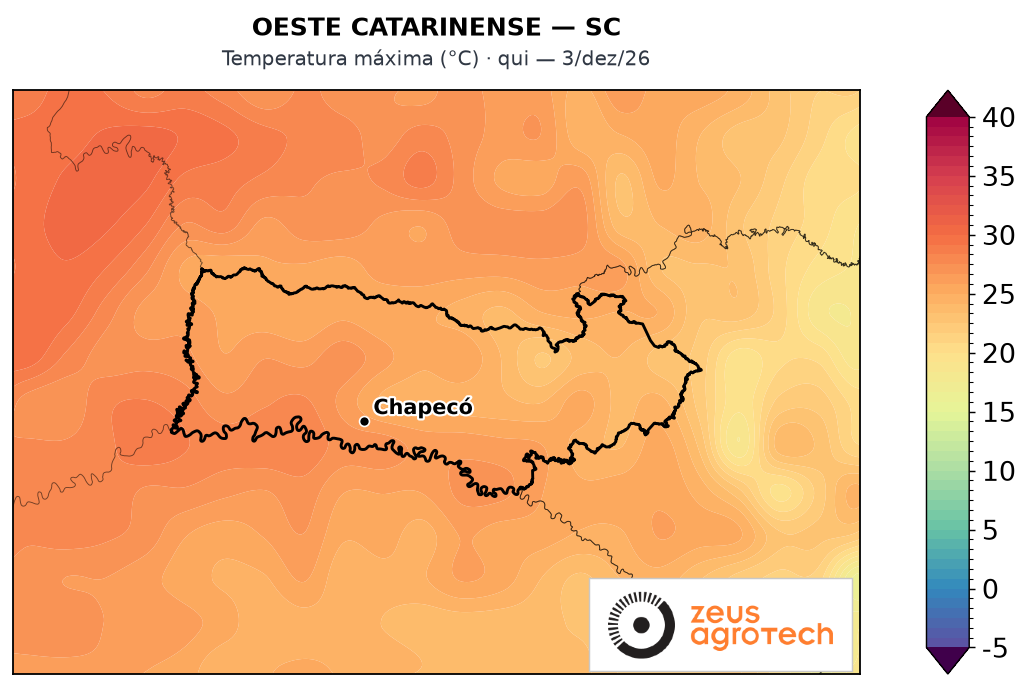 OESTE CATARINENSE — SC
Temperatura máxima (°C) · qui — 3/dez/26
40
35
30
25
20
15
10
5
0
-5
Chapecó
zeus
agrotech